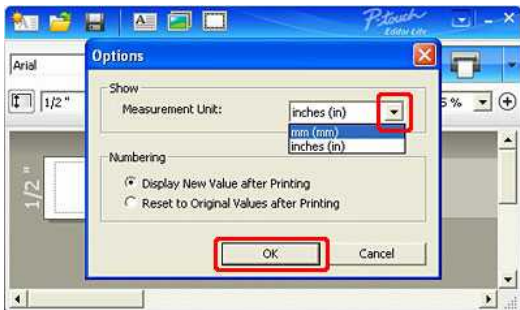 P-touch
Editor Lite
Options
Arial
Show
Measurement Unit:
inches (in)
1/2 "
5 %
mm (mm)
inches (in)
Numbering
1/2 "
Display New Value after Printing
Reset to Original Values after Printing
OK
Cancel